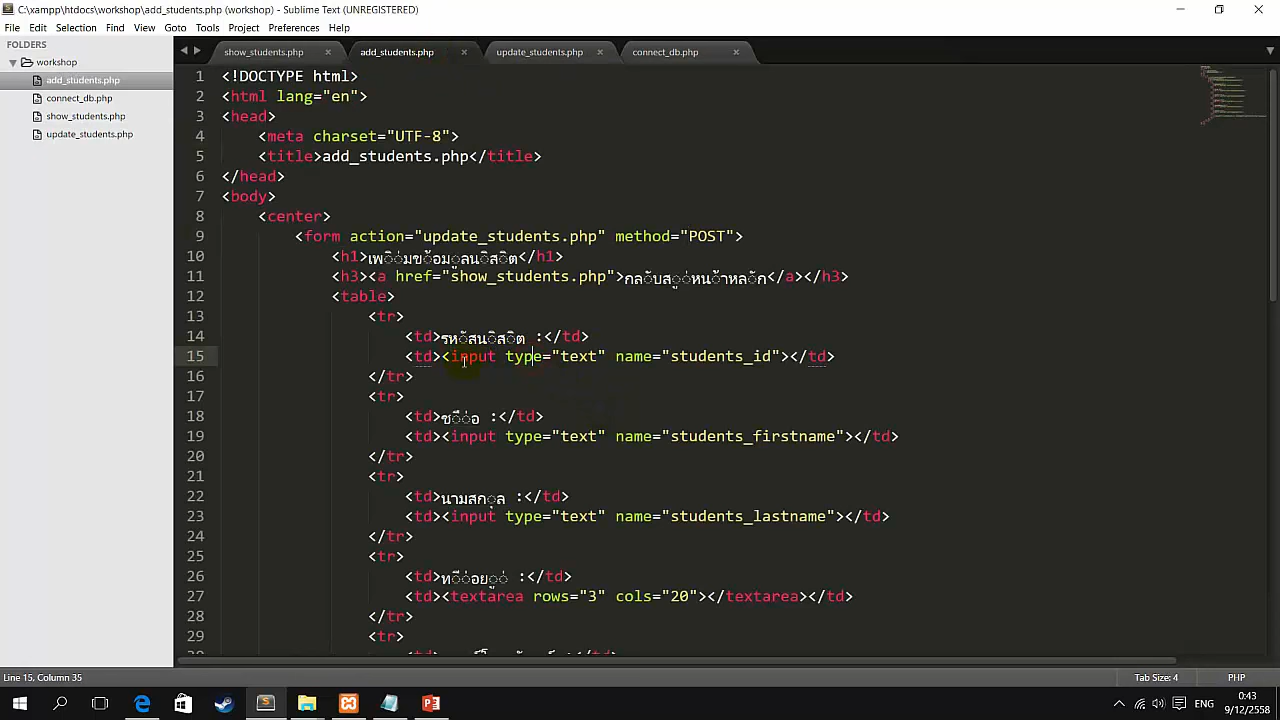 C:\xampp\htdocs\workshop\add_students.php (workshop) - Sublime Text (UNREGISTERED)
File Edit Selection Find View Goto Tools Project Preferences Help
FOLDERS
workshop
add_students.php
connect_db.php
show_students.php
update_students.php
show_students.php × add_students.php × update_students.php × connect_db.php ×
1 <!DOCTYPE html>
2 <html lang="en">
3 <head>
4 <meta charset="UTF-8">
5 <title>add_students.php</title>
6 </head>
7 <body>
8 <center>
9 <form action="update_students.php" method="POST">
10 <h1>เพิ่มข้อมูลนิสิต</h1>
11 <h3><a href="show_students.php">กลับสู่หน้าหลัก</a></h3>
12 <table>
13 <tr>
14 <td>รหัสนิสิต :</td>
15 <td><input type="text" name="students_id"></td>
16 </tr>
17 <tr>
18 <td>ชื่อ :</td>
19 <td><input type="text" name="students_firstname"></td>
20 </tr>
21 <tr>
22 <td>นามสกุล :</td>
23 <td><input type="text" name="students_lastname"></td>
24 </tr>
25 <tr>
26 <td>ที่อยู่ :</td>
27 <td><textarea rows="3" cols="20"></textarea></td>
28 </tr>
29 <tr>
Line 15, Column 35 Tab Size: 4 PHP
ENG
0:43
9/12/2558